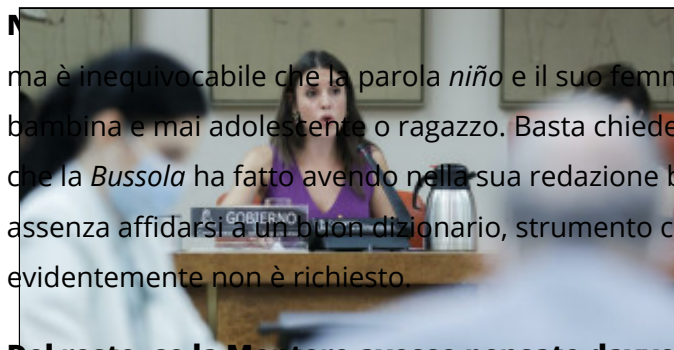 ma è inequivocabile che la parola niño e il suo femm
bambina e mai adolescente o ragazzo. Basta chiede
che la Bussola ha fatto avendo nella sua redazione b
GOBIERNO
assenza affidarsi a un buon dizionario, strumento c
evidentemente non è richiesto.